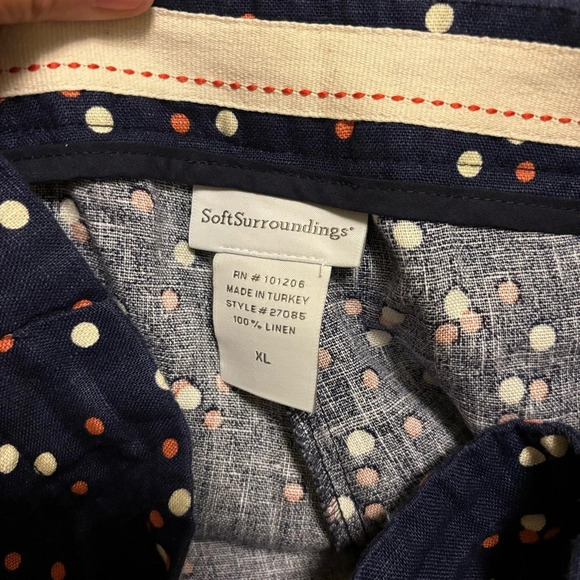 SoftSurroundings®
RN # 101206
MADE IN TURKEY
STYLE # 27085
100% LINEN
XL